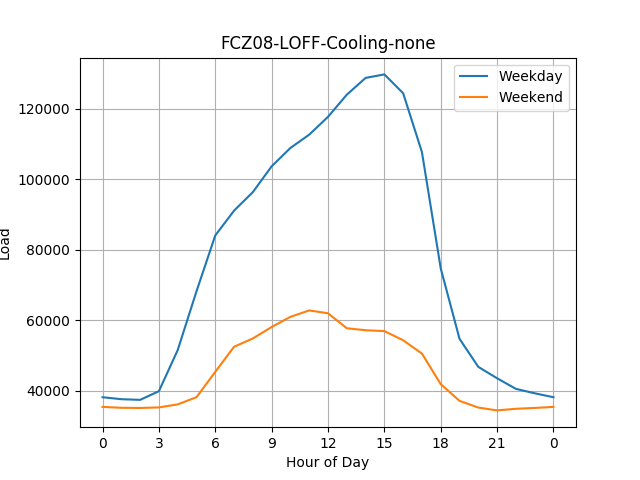 FCZ08-LOFF-Cooling-none
Weekday
Weekend
120000
100000
80000
60000
40000
Load
0 3 6 9 12 15 18 21 0
Hour of Day